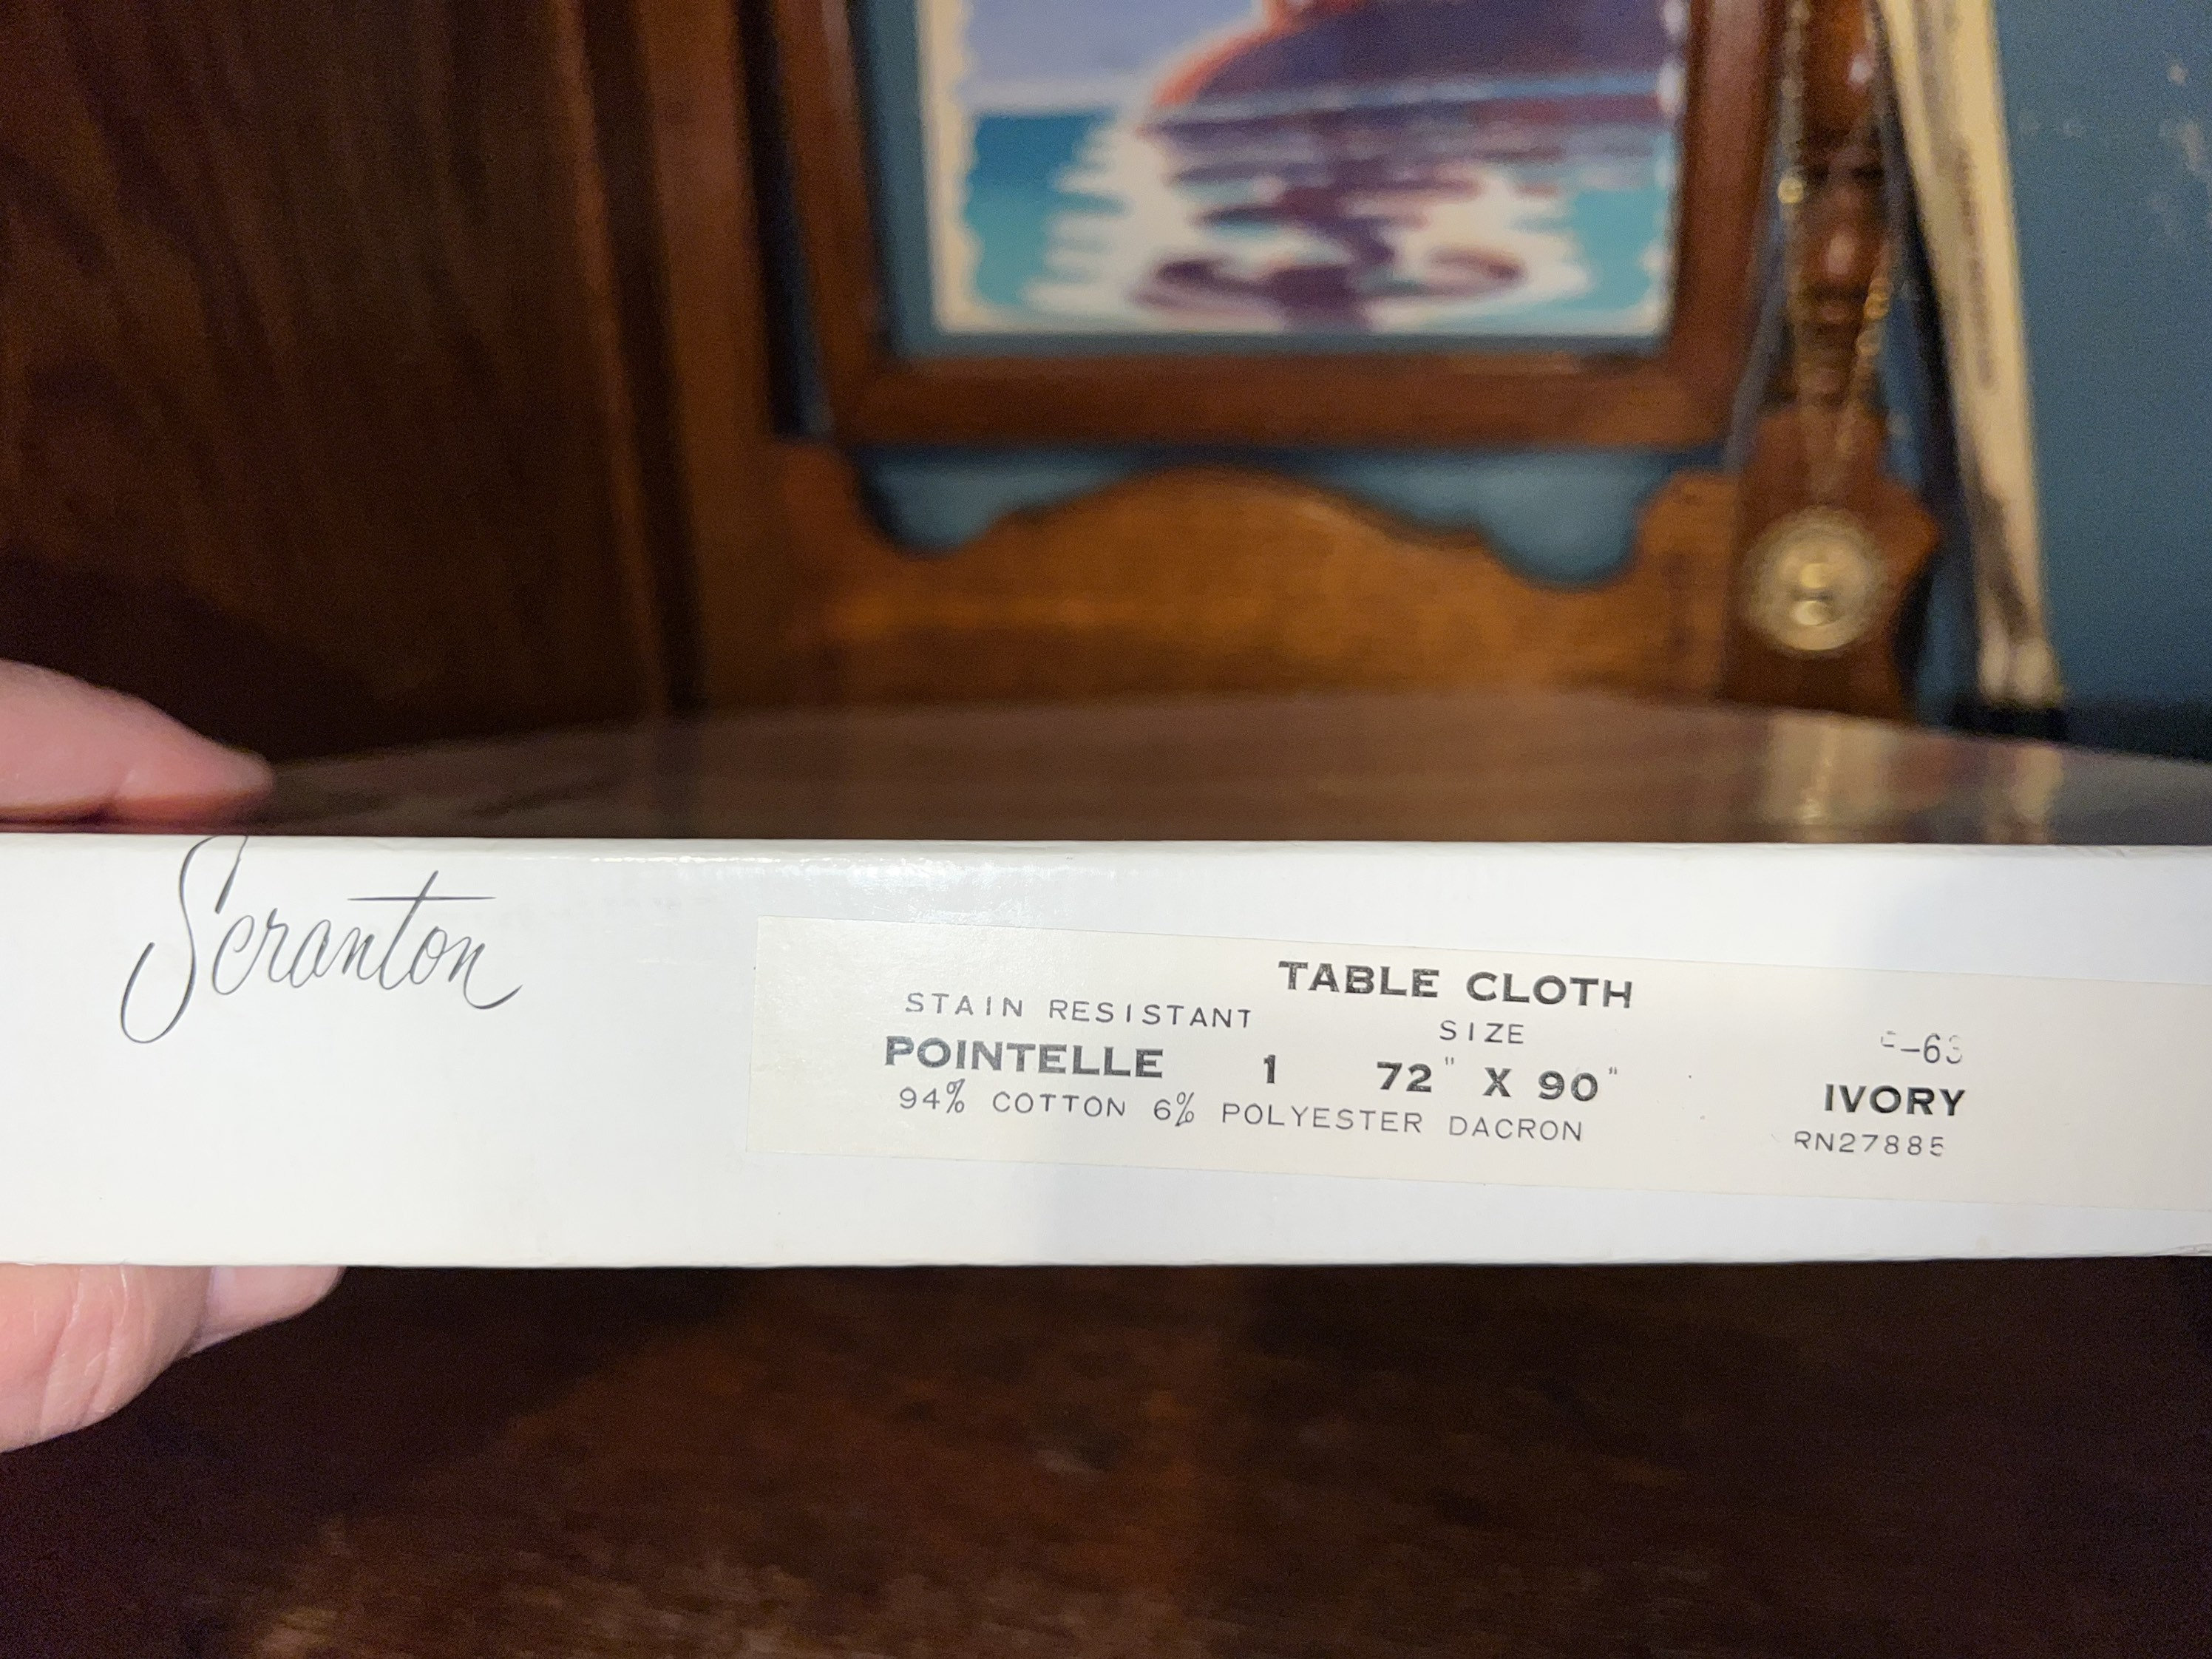 Scranton
TABLE CLOTH
STAIN RESISTANT SIZE
POINTELLE 1 72" X 90" IVORY
94% COTTON 6% POLYESTER DACRON RN27885